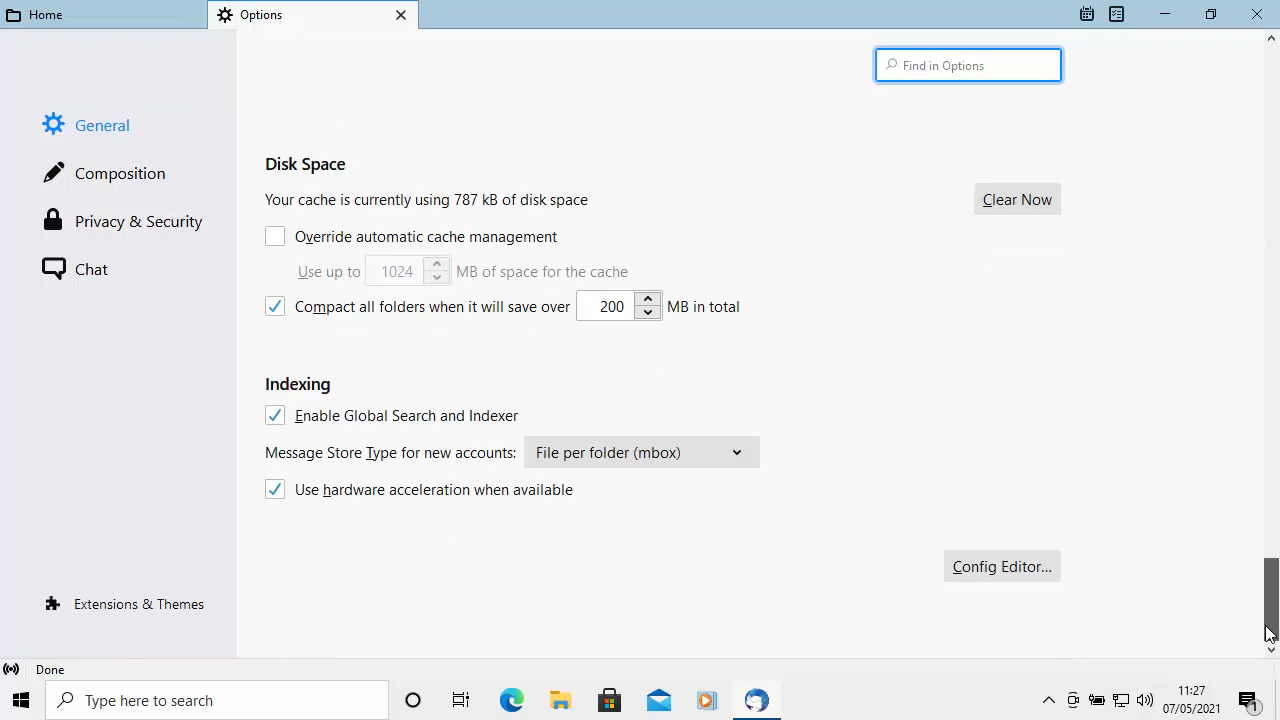 Home
Options
Find in Options
General
Composition
Privacy & Security
Chat
Extensions & Themes
Disk Space
Your cache is currently using 787 kB of disk space
Clear Now
Override automatic cache management
Use up to 1024 MB of space for the cache
Compact all folders when it will save over 200 MB in total
Indexing
Enable Global Search and Indexer
Message Store Type for new accounts: File per folder (mbox)
Use hardware acceleration when available
Config Editor...
Done
Type here to search
11:27
07/05/2021
1